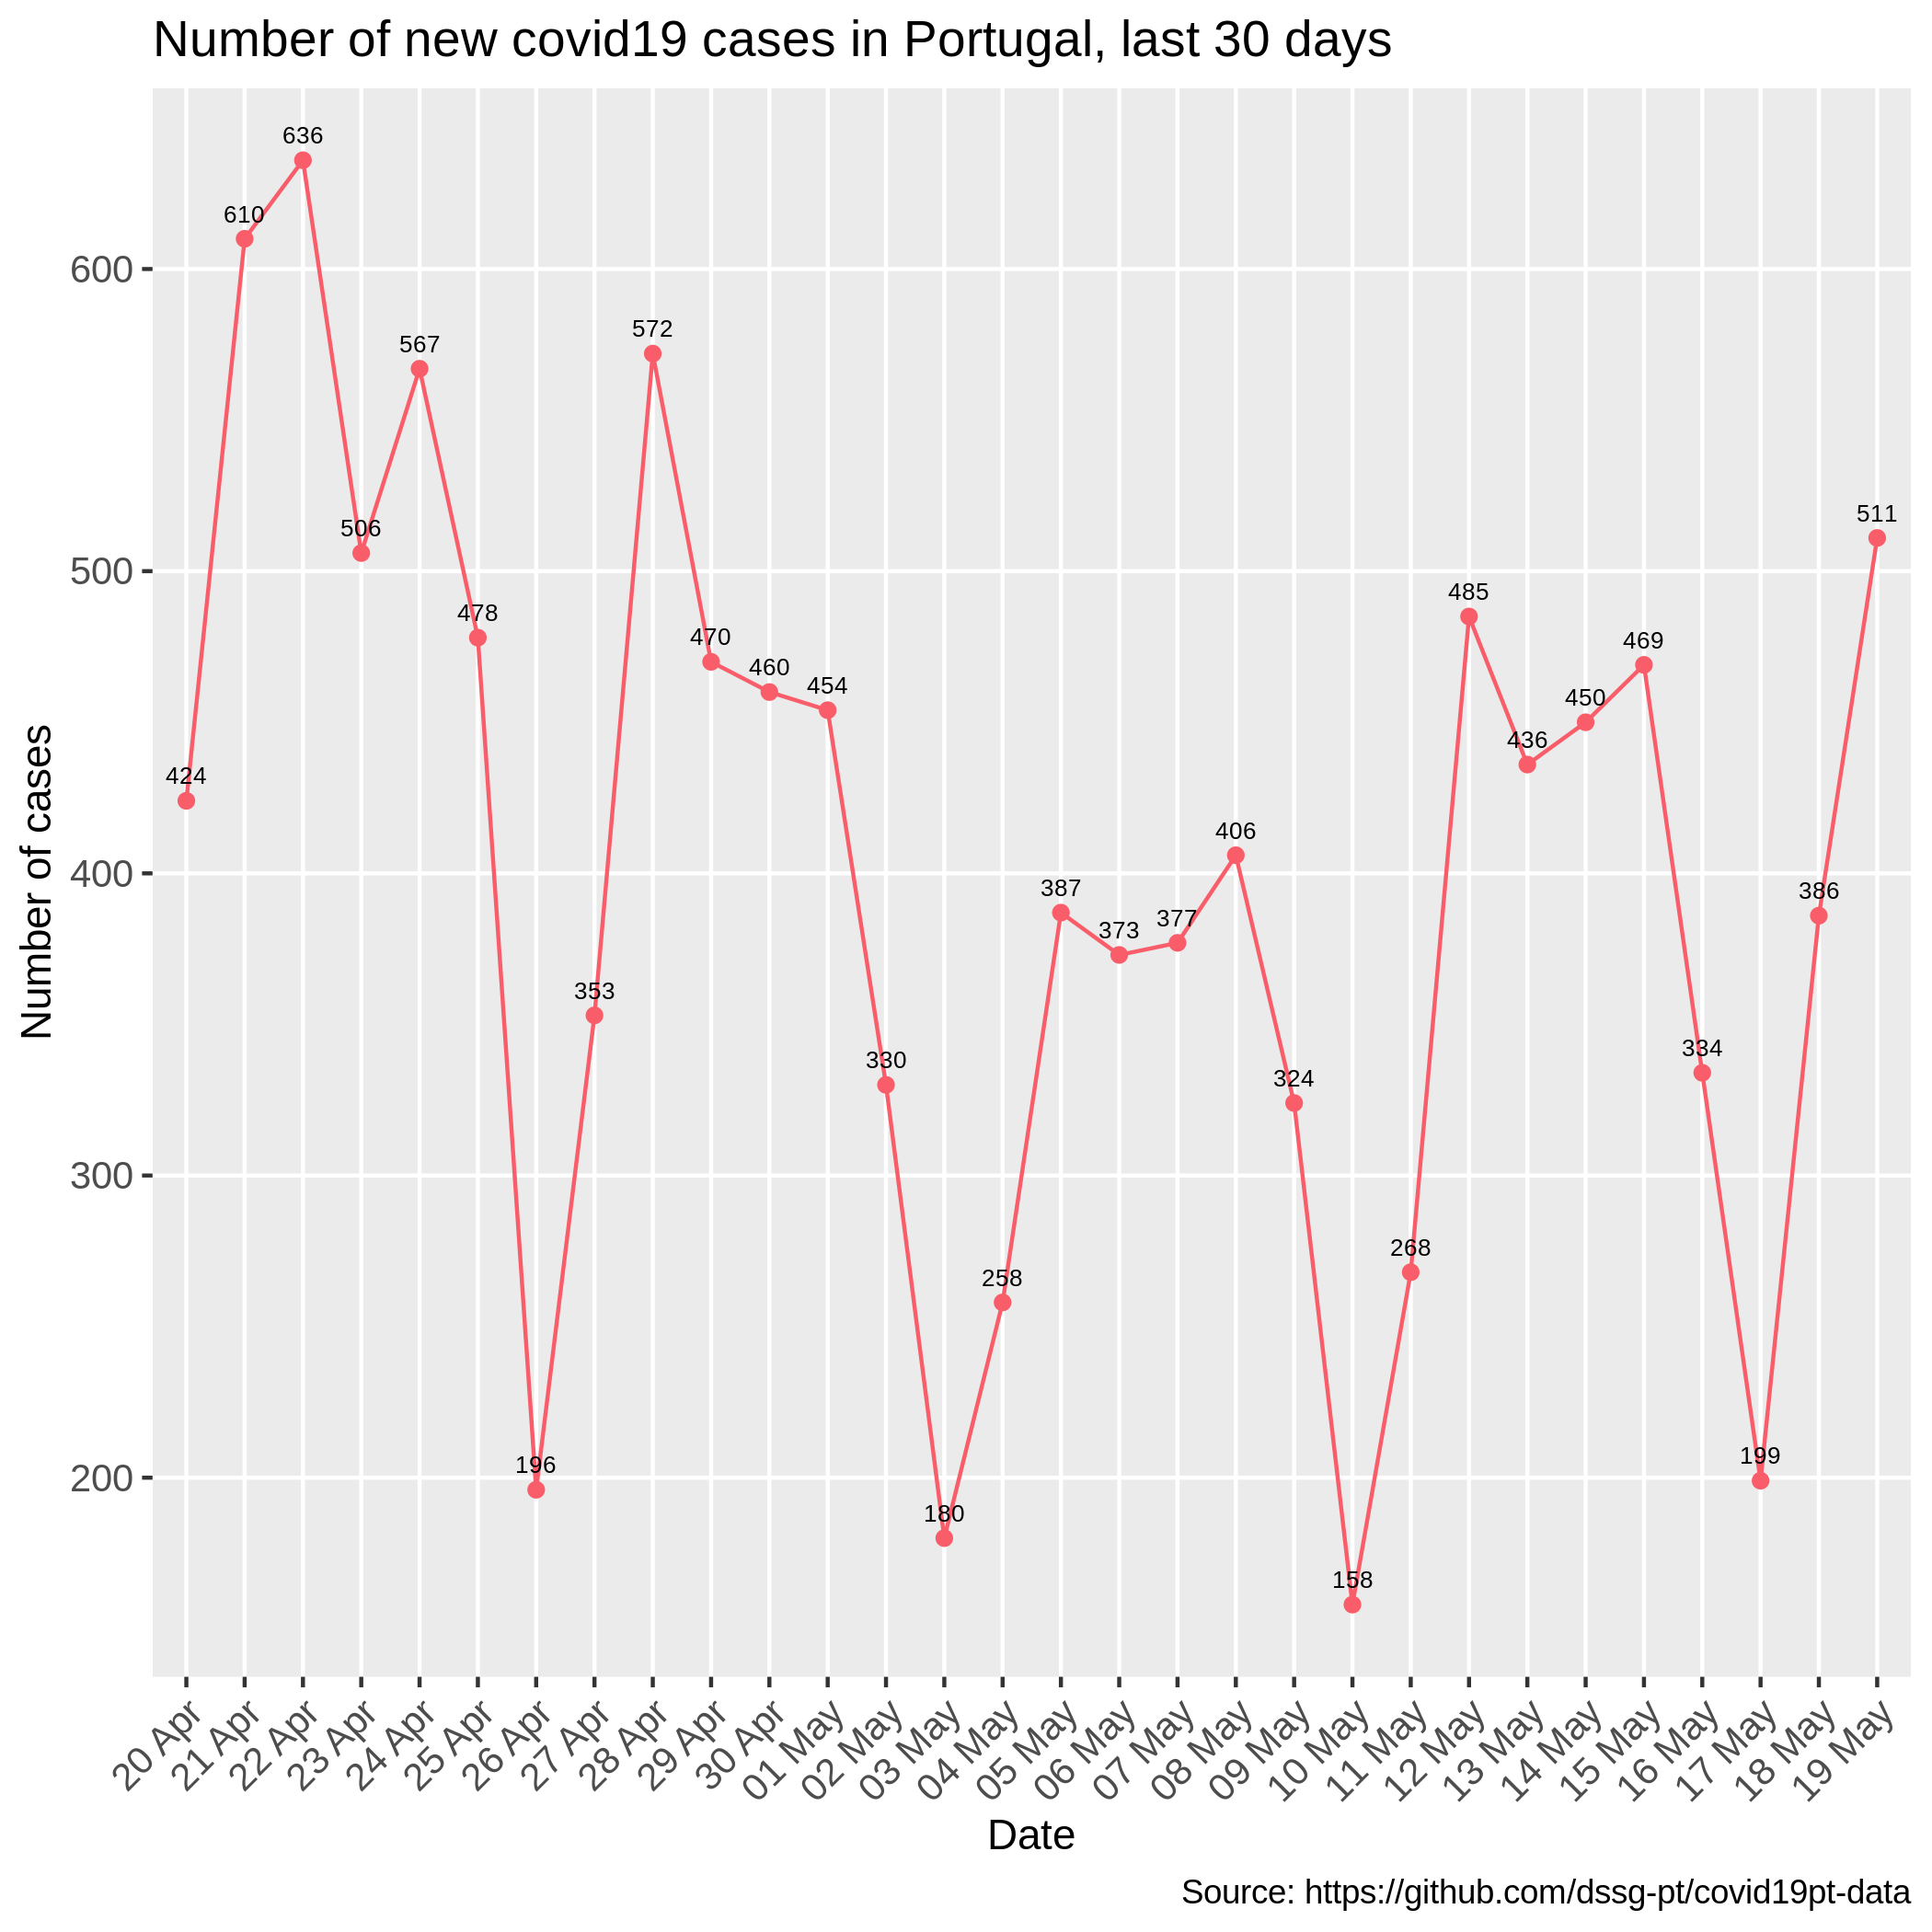 Number of new covid19 cases in Portugal, last 30 days
Number of cases
600
500
400
300
200
424
610
636
506
567
478
196
353
572
470
460
454
330
180
258
387
373
377
406
324
158
268
485
436
450
469
334
199
386
511
20 Apr
21 Apr
22 Apr
23 Apr
24 Apr
25 Apr
26 Apr
27 Apr
28 Apr
29 Apr
30 Apr
01 May
02 May
03 May
04 May
05 May
06 May
07 May
08 May
09 May
10 May
11 May
12 May
13 May
14 May
15 May
16 May
17 May
18 May
19 May
Date
Source: https://github.com/dssg-pt/covid19pt-data